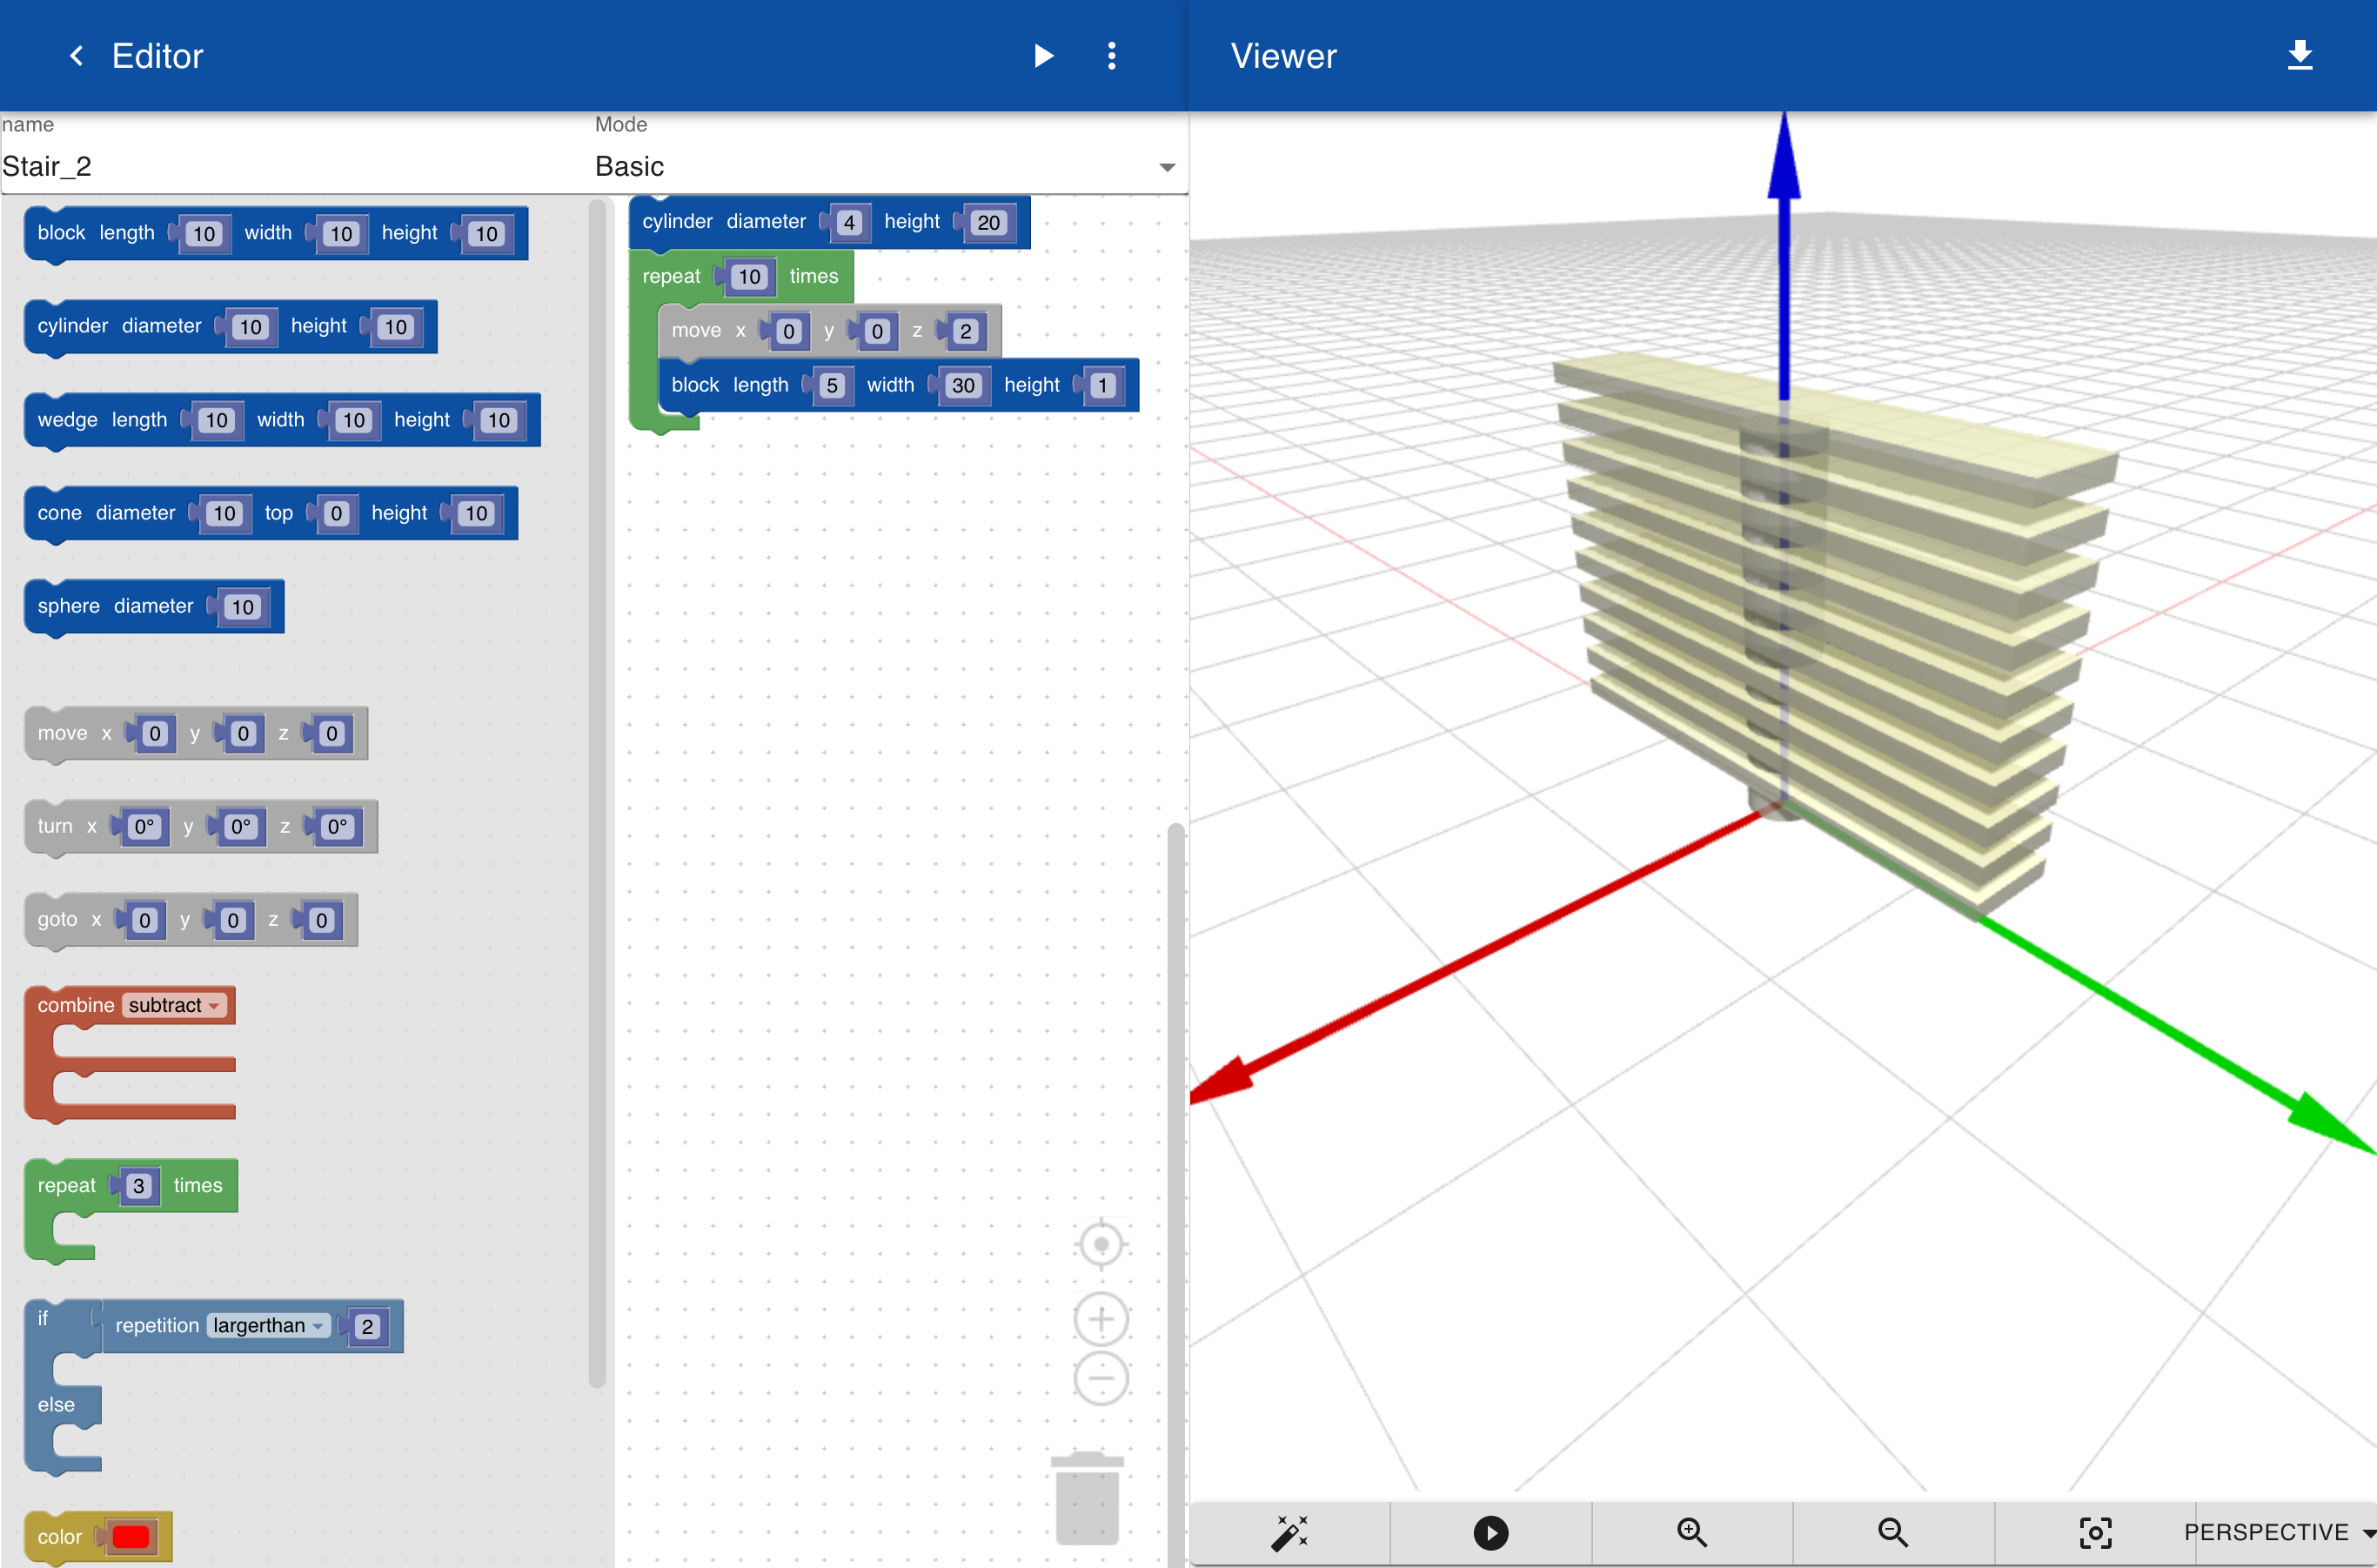 Editor
Viewer
name
Mode
Stair_2
Basic
block length 10 width 10 height 10
cylinder diameter 10 height 10
wedge length 10 width 10 height 10
cone diameter 10 top 0 height 10
sphere diameter 10
move x 0 y 0 z 0
turn x 0° y 0° z 0°
goto x 0 y 0 z 0
combine subtract
repeat 3 times
if repetition largerthan 2
else
color
cylinder diameter 4 height 20
repeat 10 times
move x 0 y 0 z 2
block length 5 width 30 height 1
PERSPECTIVE